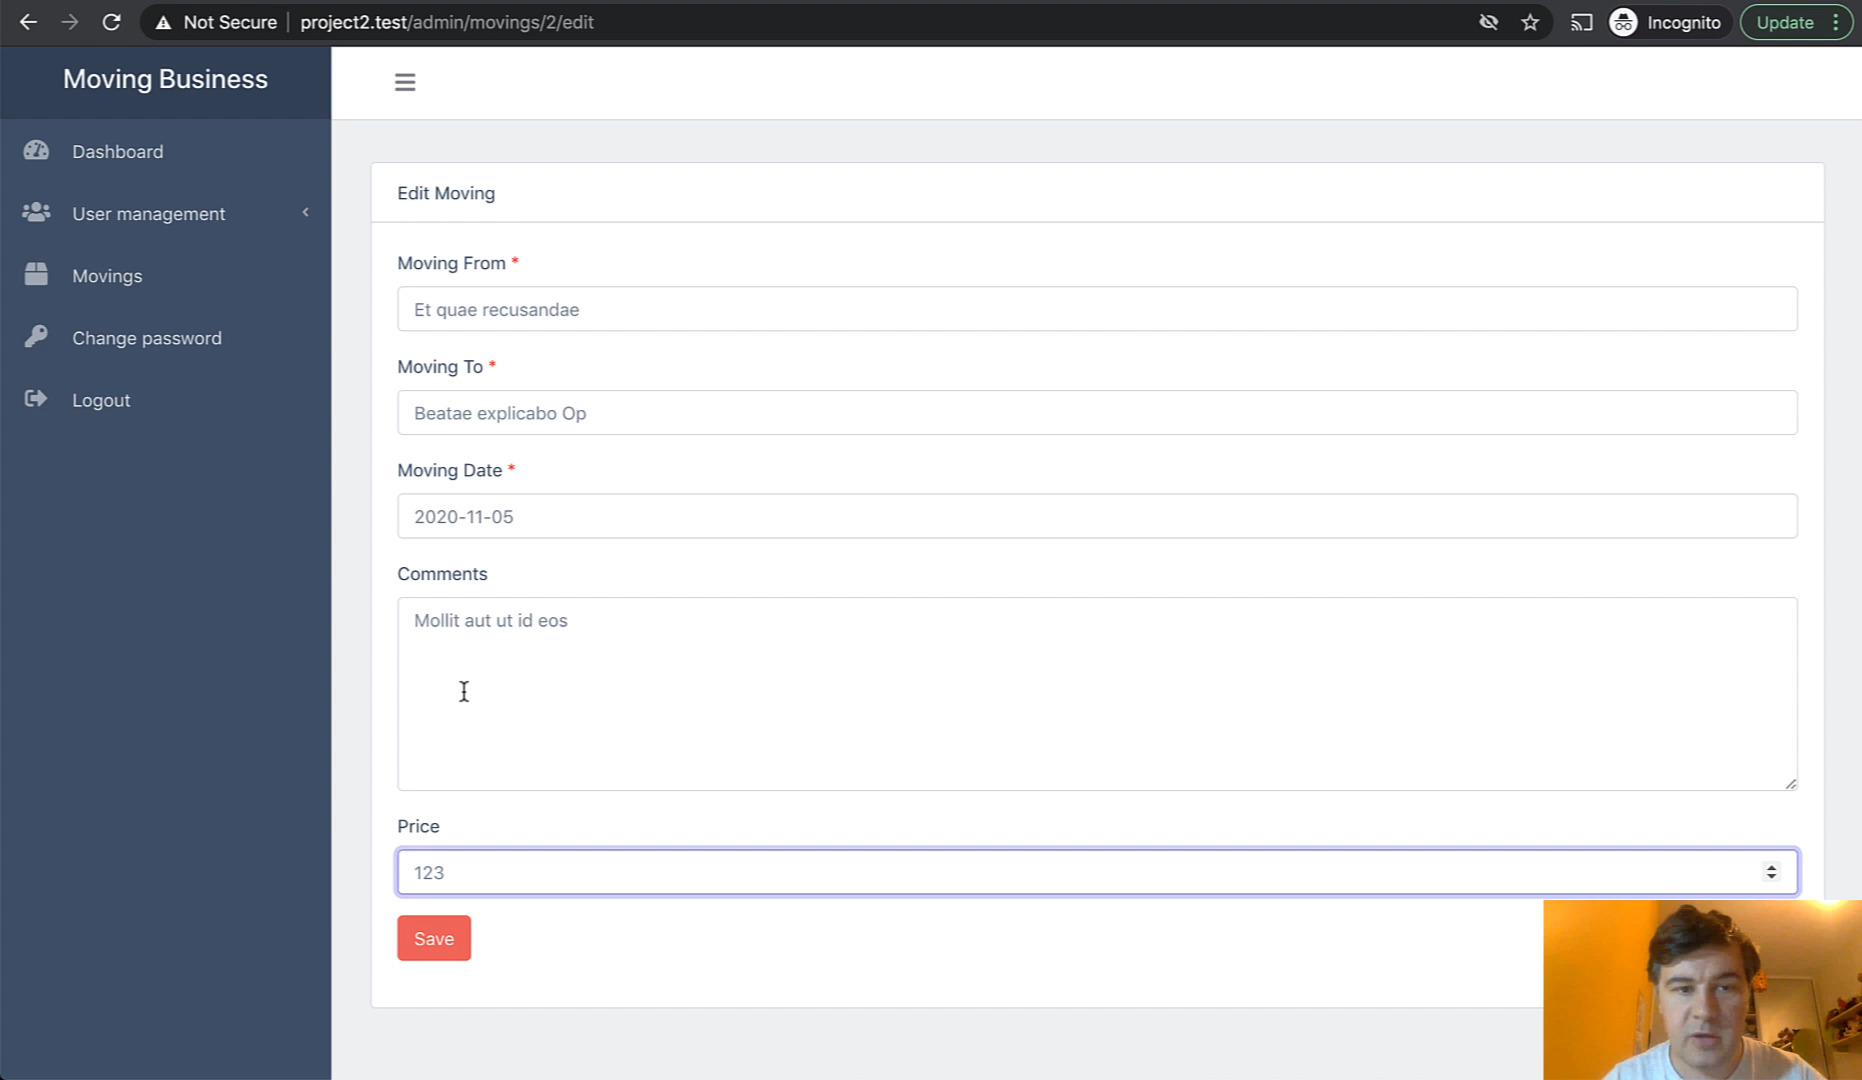 Not Secure project2.test/admin/movings/2/edit Incognito Update
Moving Business
Dashboard
User management
Movings
Change password
Logout
Edit Moving
Moving From *
Et quae recusandae
Moving To *
Beatae explicabo Op
Moving Date *
2020-11-05
Comments
Mollit aut ut id eos
Price
123
Save